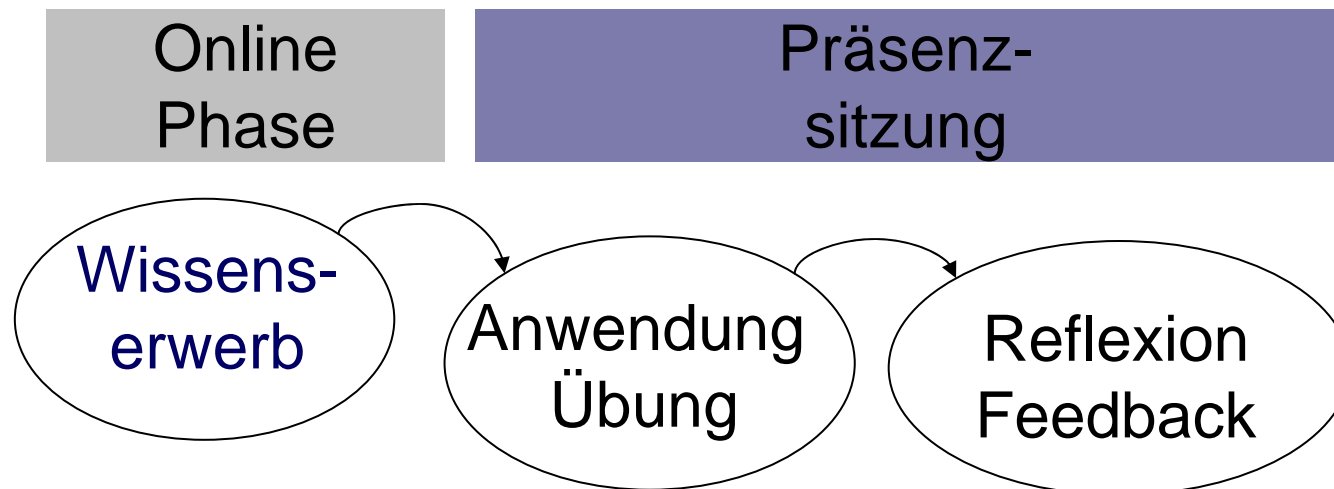 Online
Phase
Präsenz-
sitzung
Wissens-
erwerb
Anwendung
Übung
Reflexion
Feedback